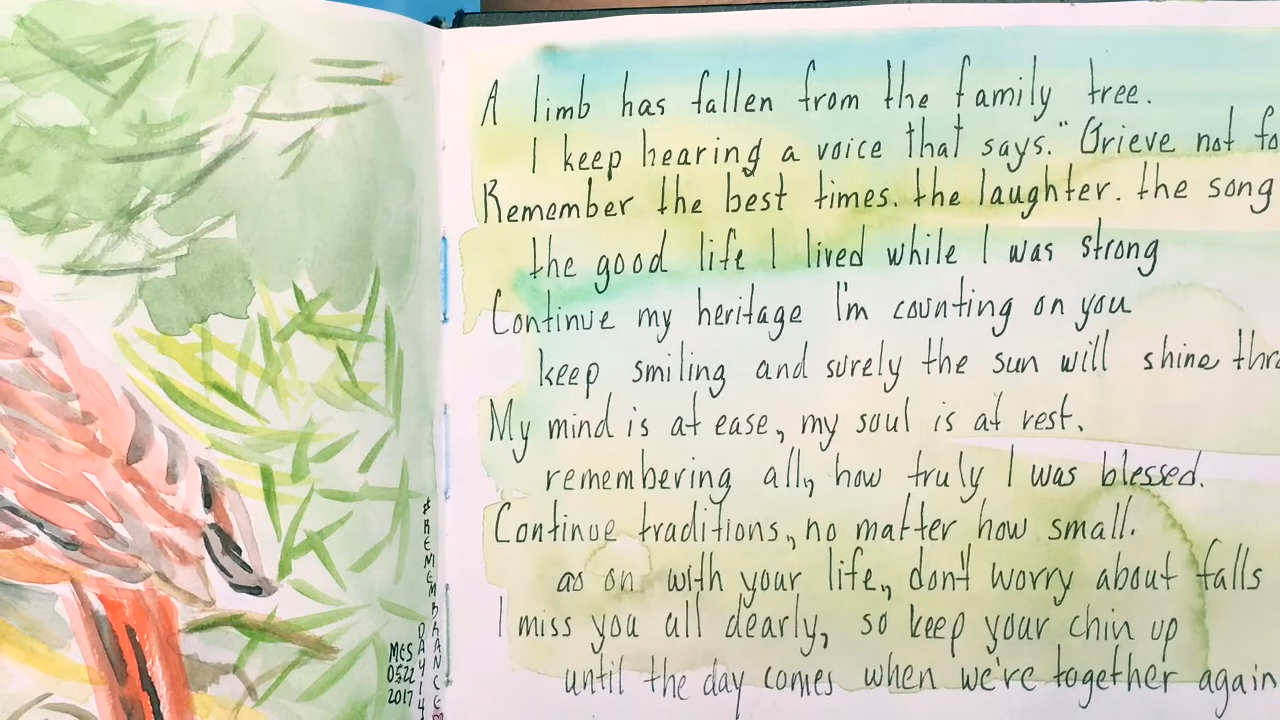 A limb has fallen from the family tree.
I keep hearing a voice that says. "Grieve not fo
Remember the best times. the laughter. the song
the good life I lived while I was strong
Continue my heritage I'm counting on you
keep smiling and surely the sun will shine thro
My mind is at ease, my soul is at rest.
remembering all, how truly I was blessed.
Continue traditions, no matter how small.
ao on with your life, don't worry about falls
I miss you all dearly, so keep your chin up
until the day comes when we're together again
#REMEMBRANCE
DAY14
MES
0522
2017